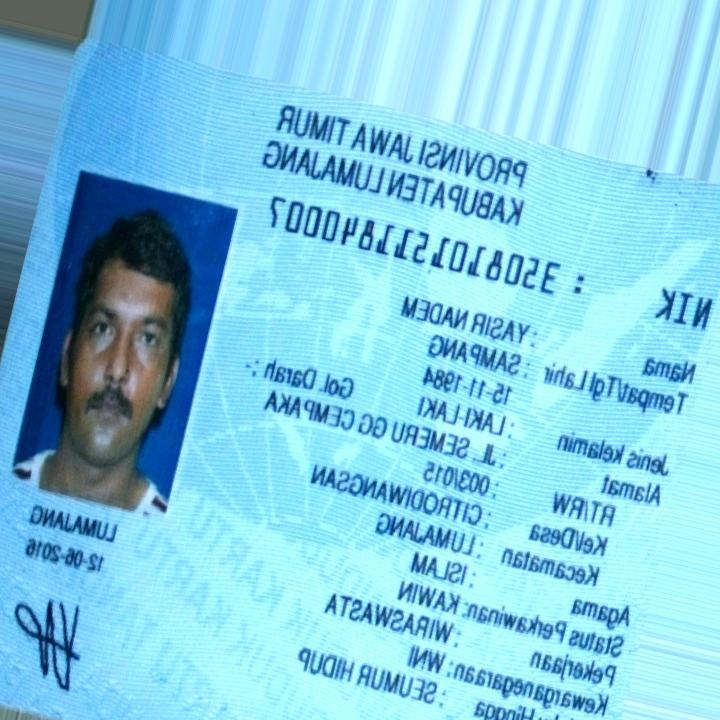 PROVINSI JAWA TIMUR
KABUPATEN LUMAJANG
NIK : 3508101511840007
Nama : YASIR NADEM
Tempat/Tgl Lahir : SAMPANG
15-11-1984
Jenis kelamin : LAKI-LAKI Gol. Darah : -
Alamat : JL. SEMERU GG CEMPAKA
RT/RW : 003/015
Kel/Desa : CITRODIWANGSAN
Kecamatan : LUMAJANG
Agama : ISLAM
Status Perkawinan: KAWIN
Pekerjaan : WIRASWASTA
Kewarganegaraan: WNI
Hingga : SEUMUR HIDUP
LUMAJANG
12-06-2016